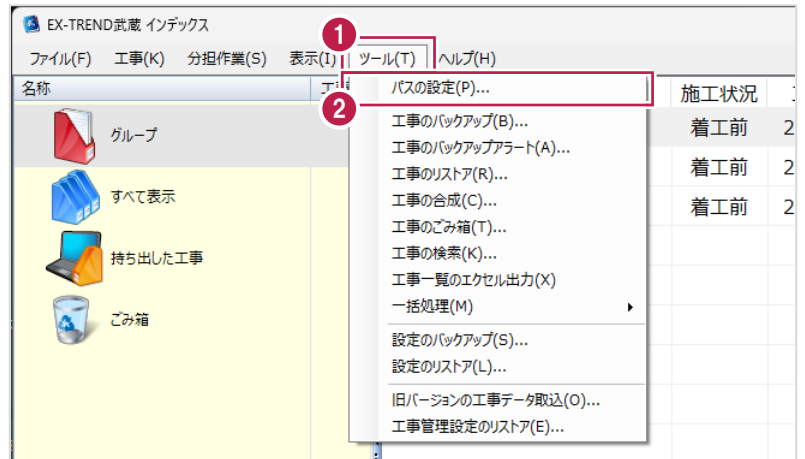 EX-TREND武蔵 インデックス
1
ファイル(F) 工事(K) 分担作業(S) 表示(I) ツール(T) ヘルプ(H)
名称
2
パスの設定(P)...
施工状況
グループ
工事のバックアップ(B)...
着工前 2
工事のバックアップアラート(A)...
着工前 2
工事のリストア(R)...
すべて表示
工事の合成(C)...
着工前 2
工事のごみ箱(T)...
持ち出した工事
工事の検索(K)...
工事一覧のエクセル出力(X)
一括処理(M)
ごみ箱
設定のバックアップ(S)...
設定のリストア(L)...
旧バージョンの工事データ取込(O)...
工事管理設定のリストア(E)...